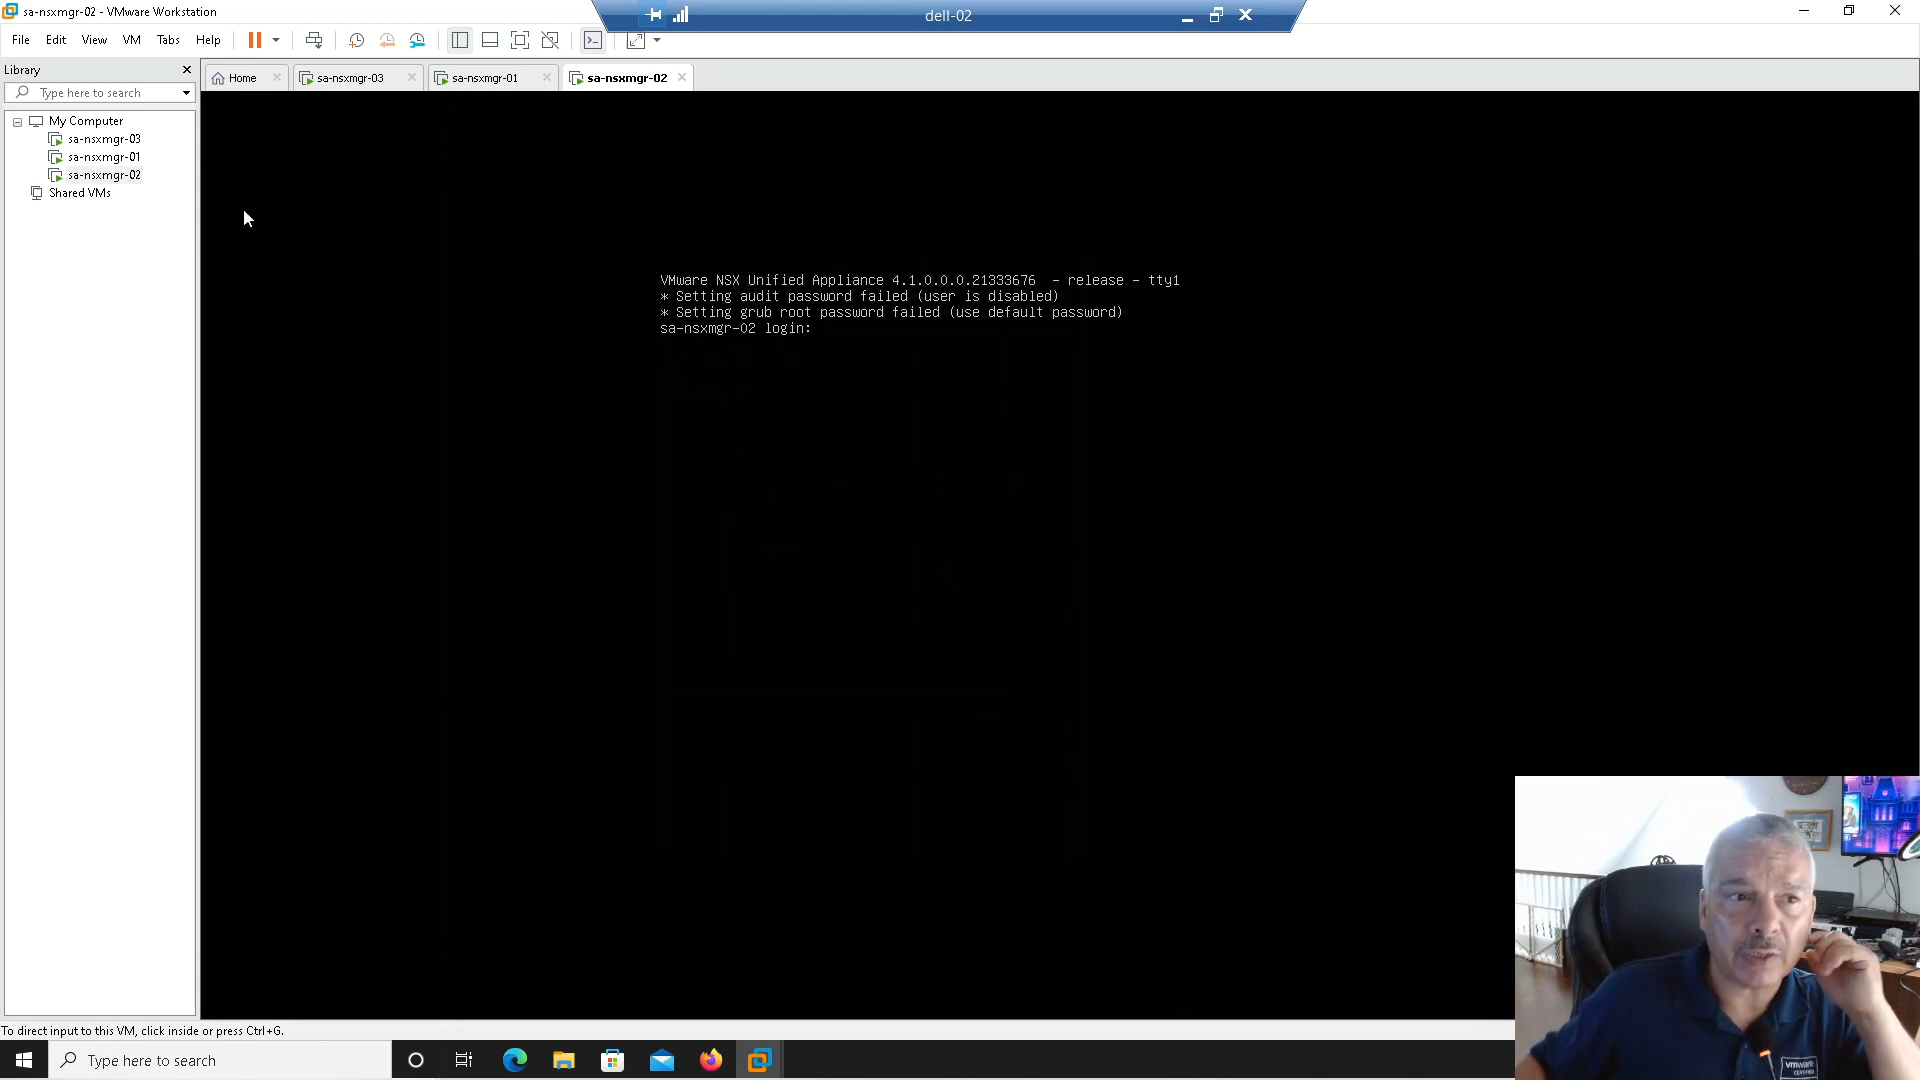 sa-nsxmgr-02 - VMware Workstation
dell-02
File Edit View VM Tabs Help
Library
Type here to search
Home
sa-nsxmgr-03
sa-nsxmgr-01
sa-nsxmgr-02
My Computer
sa-nsxmgr-03
sa-nsxmgr-01
sa-nsxmgr-02
Shared VMs
VMware NSX Unified Appliance 4.1.0.0.0.21333676 - release - tty1
* Setting audit password failed (user is disabled)
* Setting grub root password failed (use default password)
sa-nsxmgr-02 login:
To direct input to this VM, click inside or press Ctrl+G.
Type here to search
vmware
CERTIFIED